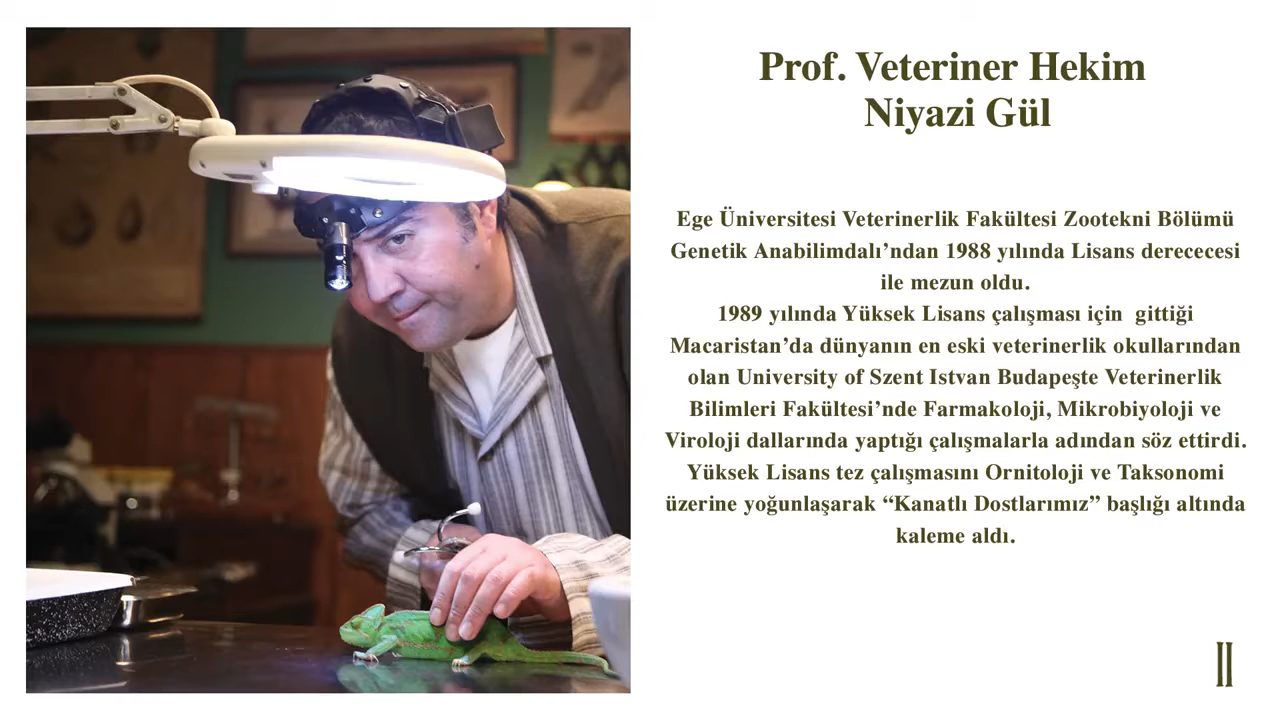 Prof. Veteriner Hekim
Niyazi Gül
Ege Üniversitesi Veterinerlik Fakültesi Zootekni Bölümü
Genetik Anabilimdalı’ndan 1988 yılında Lisans derececesi
ile mezun oldu.
1989 yılında Yüksek Lisans çalışması için gittiği
Macaristan’da dünyanın en eski veterinerlik okullarından
olan University of Szent Istvan Budapeşte Veterinerlik
Bilimleri Fakültesi’nde Farmakoloji, Mikrobiyoloji ve
Viroloji dallarında yaptığı çalışmalarla adından söz ettirdi.
Yüksek Lisans tez çalışmasını Ornitoloji ve Taksonomi
üzerine yoğunlaşarak “Kanatlı Dostlarımız” başlığı altında
kaleme aldı.